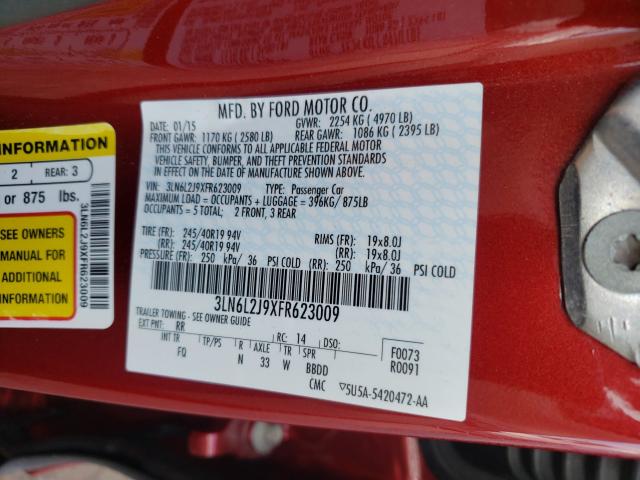 INFORMATION
2 REAR: 3
or 875 lbs.
SEE OWNERS
MANUAL FOR
ADDITIONAL
INFORMATION
3LN6L2J9XFR623009
MFD. BY FORD MOTOR CO.
DATE: 01/15 GVWR: 2254 KG ( 4970 LB)
FRONT GAWR: 1170 KG ( 2580 LB) REAR GAWR: 1086 KG ( 2395 LB)
THIS VEHICLE CONFORMS TO ALL APPLICABLE FEDERAL MOTOR
VEHICLE SAFETY, BUMPER, AND THEFT PREVENTION STANDARDS
IN EFFECT ON THE DATE OF MANUFACTURE SHOWN ABOVE.
VIN: 3LN6L2J9XFR623009 TYPE: Passenger Car
MAXIMUM LOAD = OCCUPANTS + LUGGAGE = 396KG/ 875LB
OCCUPANTS = 5 TOTAL; 2 FRONT, 3 REAR
TIRE (FR): 245/40R19 94V RIMS (FR): 19x8.0J
(RR): 245/40R19 94V (RR): 19x8.0J
PRESSURE (FR): 250 kPa/ 36 PSI COLD (RR): 250 kPa/ 36 PSI COLD
3LN6L2J9XFR623009
TRAILER TOWING - SEE OWNER GUIDE
EXT PNT: RR RC: 14 DSO: F0073
INT TR TP/PS R AXLE TR SPR R0091
FQ N 33 W BBDD
CMC 5U5A-5420472-AA